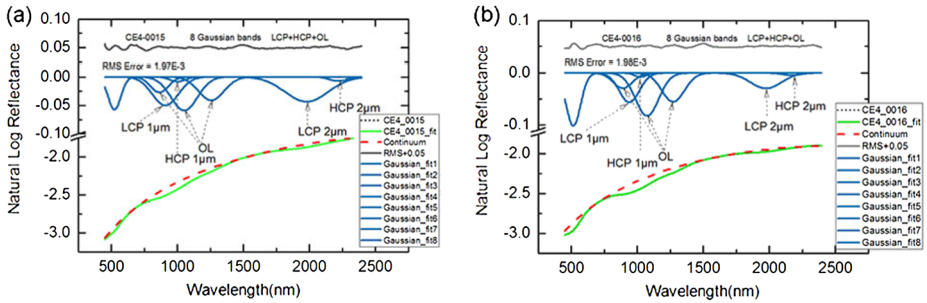 (a)
CE4-0015 8 Gaussian bands LCP+HCP+OL
RMS Error = 1.97E-3
0.10
0.05
0.00
-0.05
-0.10
-2.0
-2.5
-3.0
Natural Log Reflectance
LCP 1μm
HCP 1μm
OL
LCP 2μm
HCP 2μm
CE4_0015
CE4_0015_fit
Continuum
RMS+0.05
Gaussian_fit1
Gaussian_fit2
Gaussian_fit3
Gaussian_fit4
Gaussian_fit5
Gaussian_fit6
Gaussian_fit7
Gaussian_fit8
500 1000 1500 2000 2500
Wavelength(nm)
(b)
CE4-0016 8 Gaussian bands LCP+HCP+OL
RMS Error = 1.98E-3
0.1
0.0
-0.1
-2.0
-2.5
-3.0
Natural Log Reflectance
LCP 1μm
HCP 1μm
OL
LCP 2μm
HCP 2μm
CE4_0016
CE4_0016_fit
Continuum
RMS+0.05
Gaussian_fit1
Gaussian_fit2
Gaussian_fit3
Gaussian_fit4
Gaussian_fit5
Gaussian_fit6
Gaussian_fit7
Gaussian_fit8
500 1000 1500 2000 2500
Wavelength(nm)